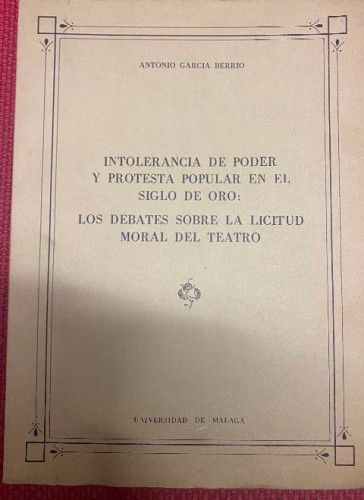 ANTONIO GARCIA BERRIO
INTOLERANCIA DE PODER
Y PROTESTA POPULAR EN EL
SIGLO DE ORO:
LOS DEBATES SOBRE LA LICITUD
MORAL DEL TEATRO
UNIVERSIDAD DE MALAGA